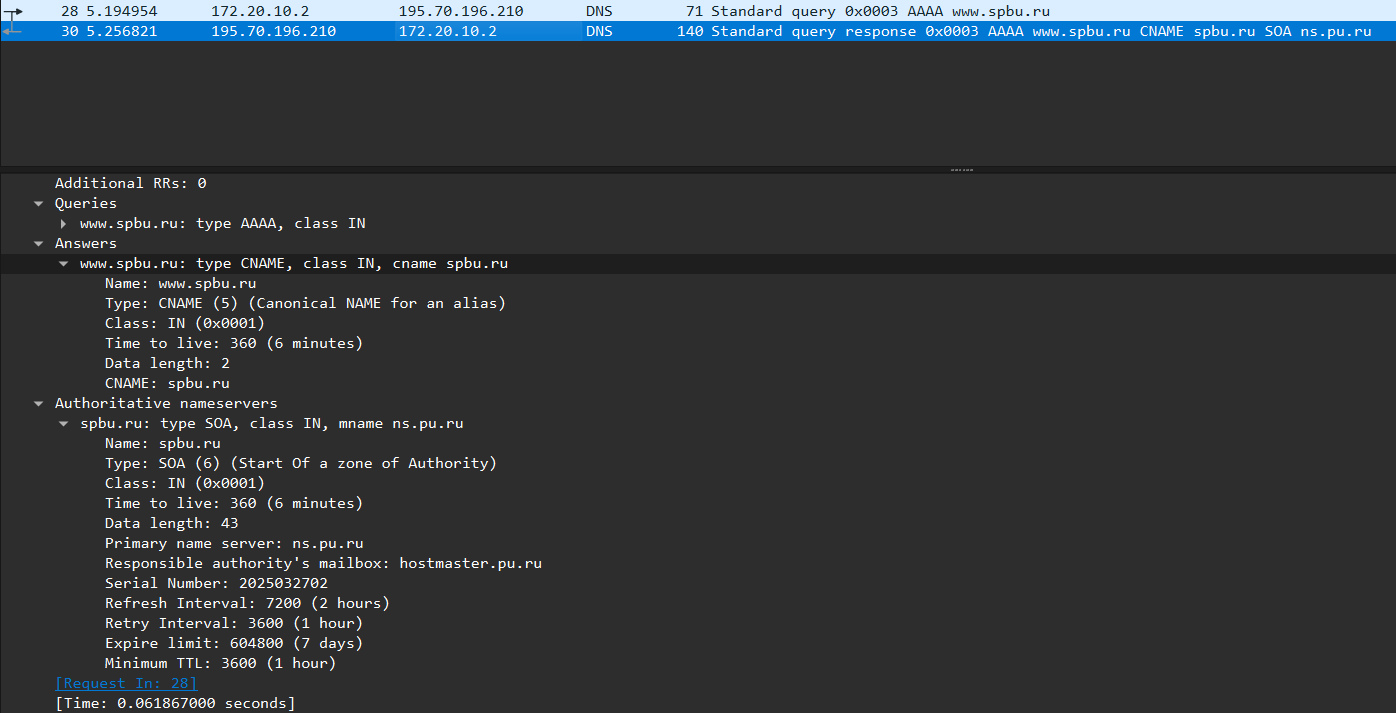 28 5.194954 172.20.10.2 195.70.196.210 DNS 71 Standard query 0x0003 AAAA www.spbu.ru
30 5.256821 195.70.196.210 172.20.10.2 DNS 140 Standard query response 0x0003 AAAA www.spbu.ru CNAME spbu.ru SOA ns.pu.ru
Additional RRs: 0
Queries
www.spbu.ru: type AAAA, class IN
Answers
www.spbu.ru: type CNAME, class IN, cname spbu.ru
Name: www.spbu.ru
Type: CNAME (5) (Canonical NAME for an alias)
Class: IN (0x0001)
Time to live: 360 (6 minutes)
Data length: 2
CNAME: spbu.ru
Authoritative nameservers
spbu.ru: type SOA, class IN, mname ns.pu.ru
Name: spbu.ru
Type: SOA (6) (Start Of a zone of Authority)
Class: IN (0x0001)
Time to live: 360 (6 minutes)
Data length: 43
Primary name server: ns.pu.ru
Responsible authority's mailbox: hostmaster.pu.ru
Serial Number: 2025032702
Refresh Interval: 7200 (2 hours)
Retry Interval: 3600 (1 hour)
Expire limit: 604800 (7 days)
Minimum TTL: 3600 (1 hour)
[Request In: 28]
[Time: 0.061867000 seconds]